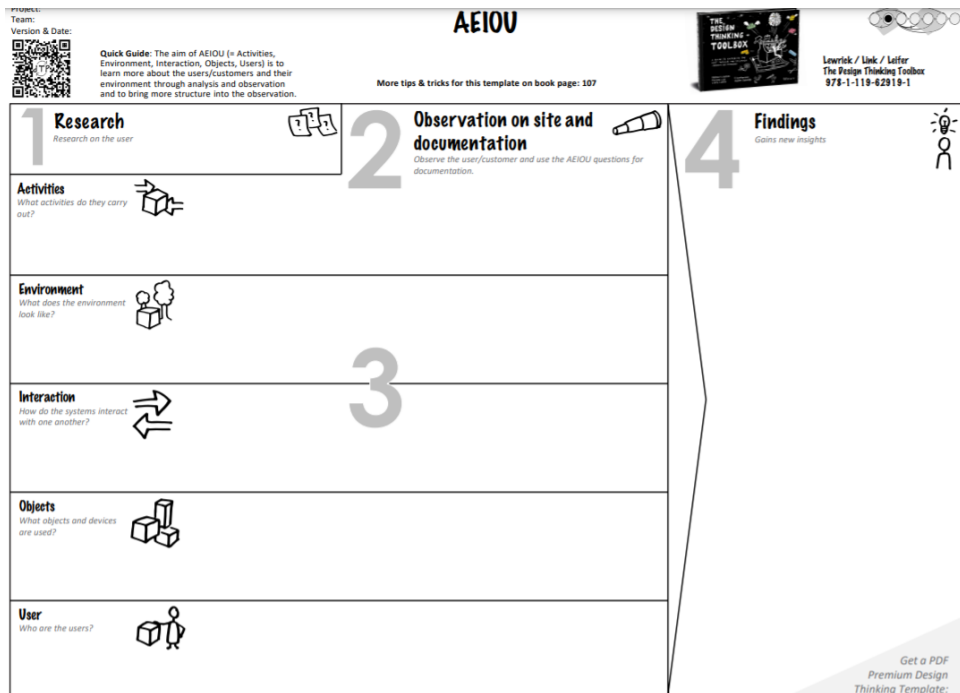 Project:
Team:
Version & Date:
Quick Guide: The aim of AEIOU (= Activities,
Environment, Interaction, Objects, Users) is to
learn more about the users/customers and their
environment through analysis and observation
and to bring more structure into the observation.
AEIOU
More tips & tricks for this template on book page: 107
THE
DESIGN
THINKING
TOOLBOX
Lewrick / Link / Leifer
The Design Thinking Toolbox
978-1-119-62919-1
1
Research
Research on the user
2
Observation on site and
documentation
Observe the user/customer and use the AEIOU questions for
documentation.
4
Findings
Gains new insights
Activities
What activities do they carry
out?
Environment
What does the environment
look like?
3
Interaction
How do the systems interact
with one another?
Objects
What objects and devices
are used?
User
Who are the users?
Get a PDF
Premium Design
Thinking Template: